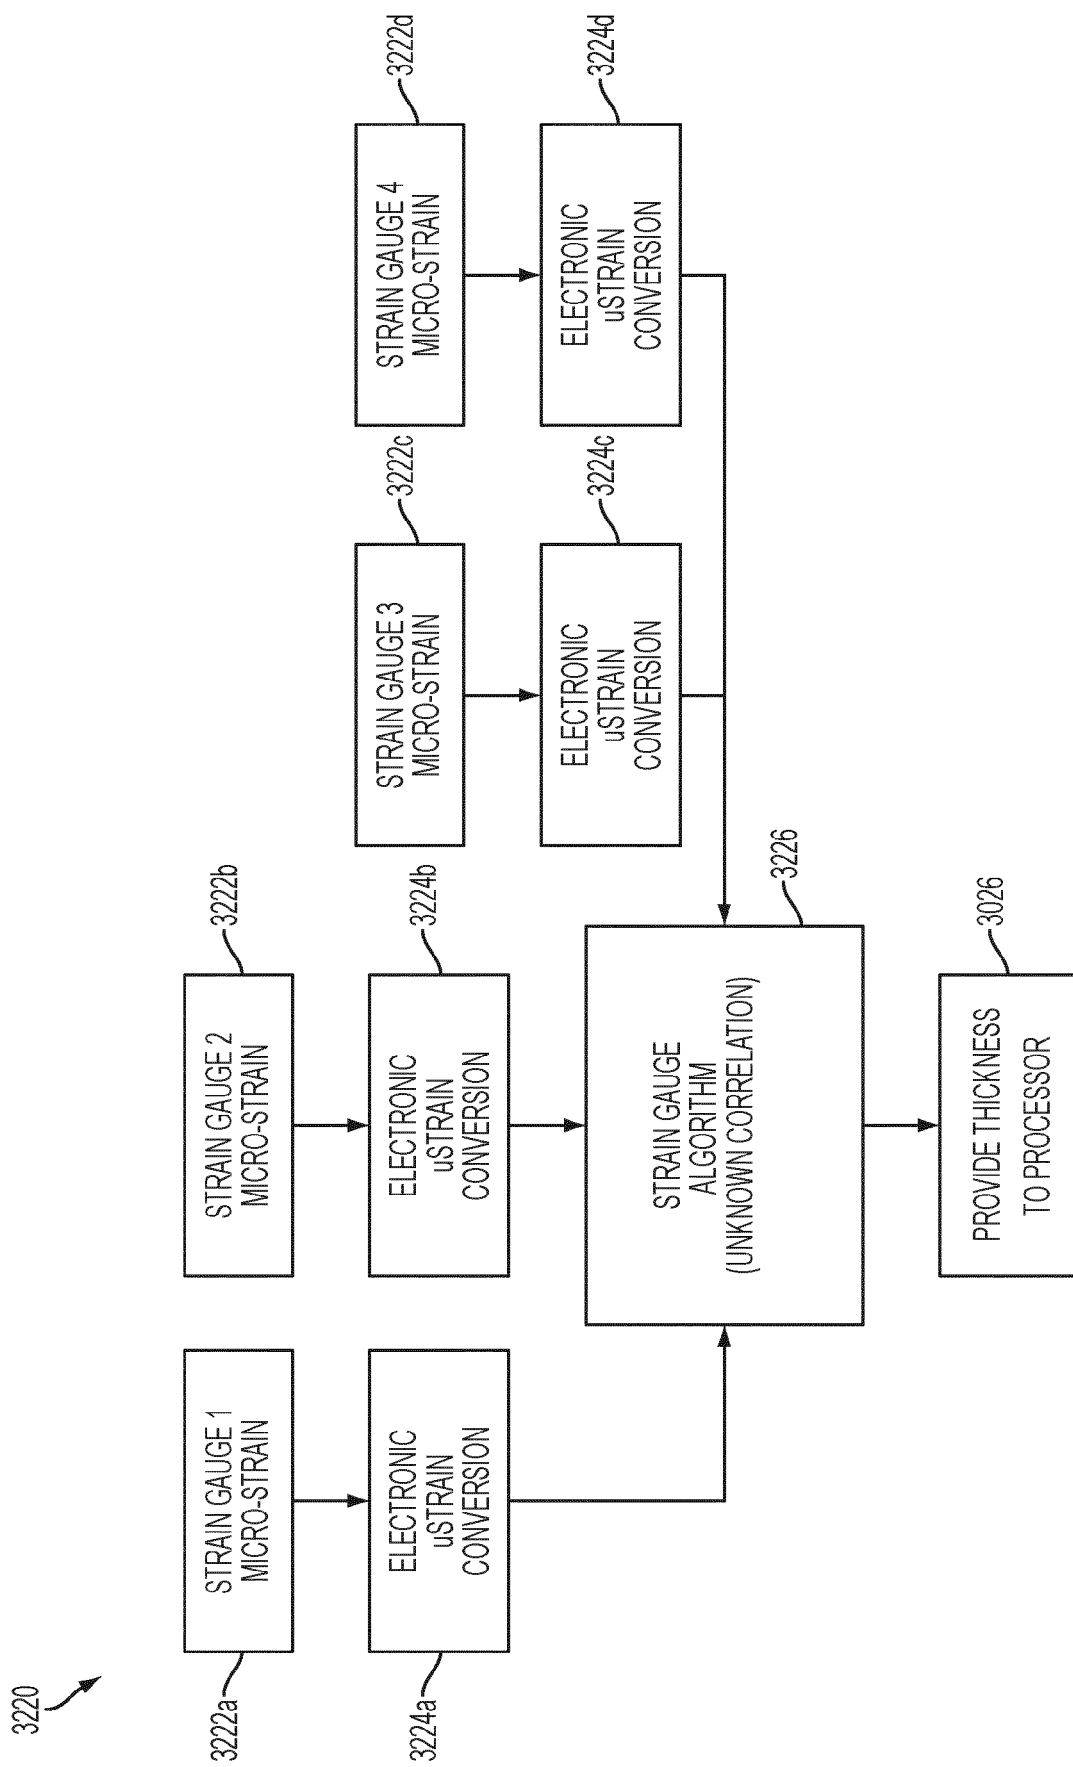 3220
3222a
STRAIN GAUGE 1
MICRO-STRAIN
3222b
STRAIN GAUGE 2
MICRO-STRAIN
3222c
STRAIN GAUGE 3
MICRO-STRAIN
3222d
STRAIN GAUGE 4
MICRO-STRAIN
3224a
ELECTRONIC
uSTRAIN
CONVERSION
3224b
ELECTRONIC
uSTRAIN
CONVERSION
3224c
ELECTRONIC
uSTRAIN
CONVERSION
3224d
ELECTRONIC
uSTRAIN
CONVERSION
3226
STRAIN GAUGE
ALGORITHM
(UNKNOWN CORRELATION)
3026
PROVIDE THICKNESS
TO PROCESSOR